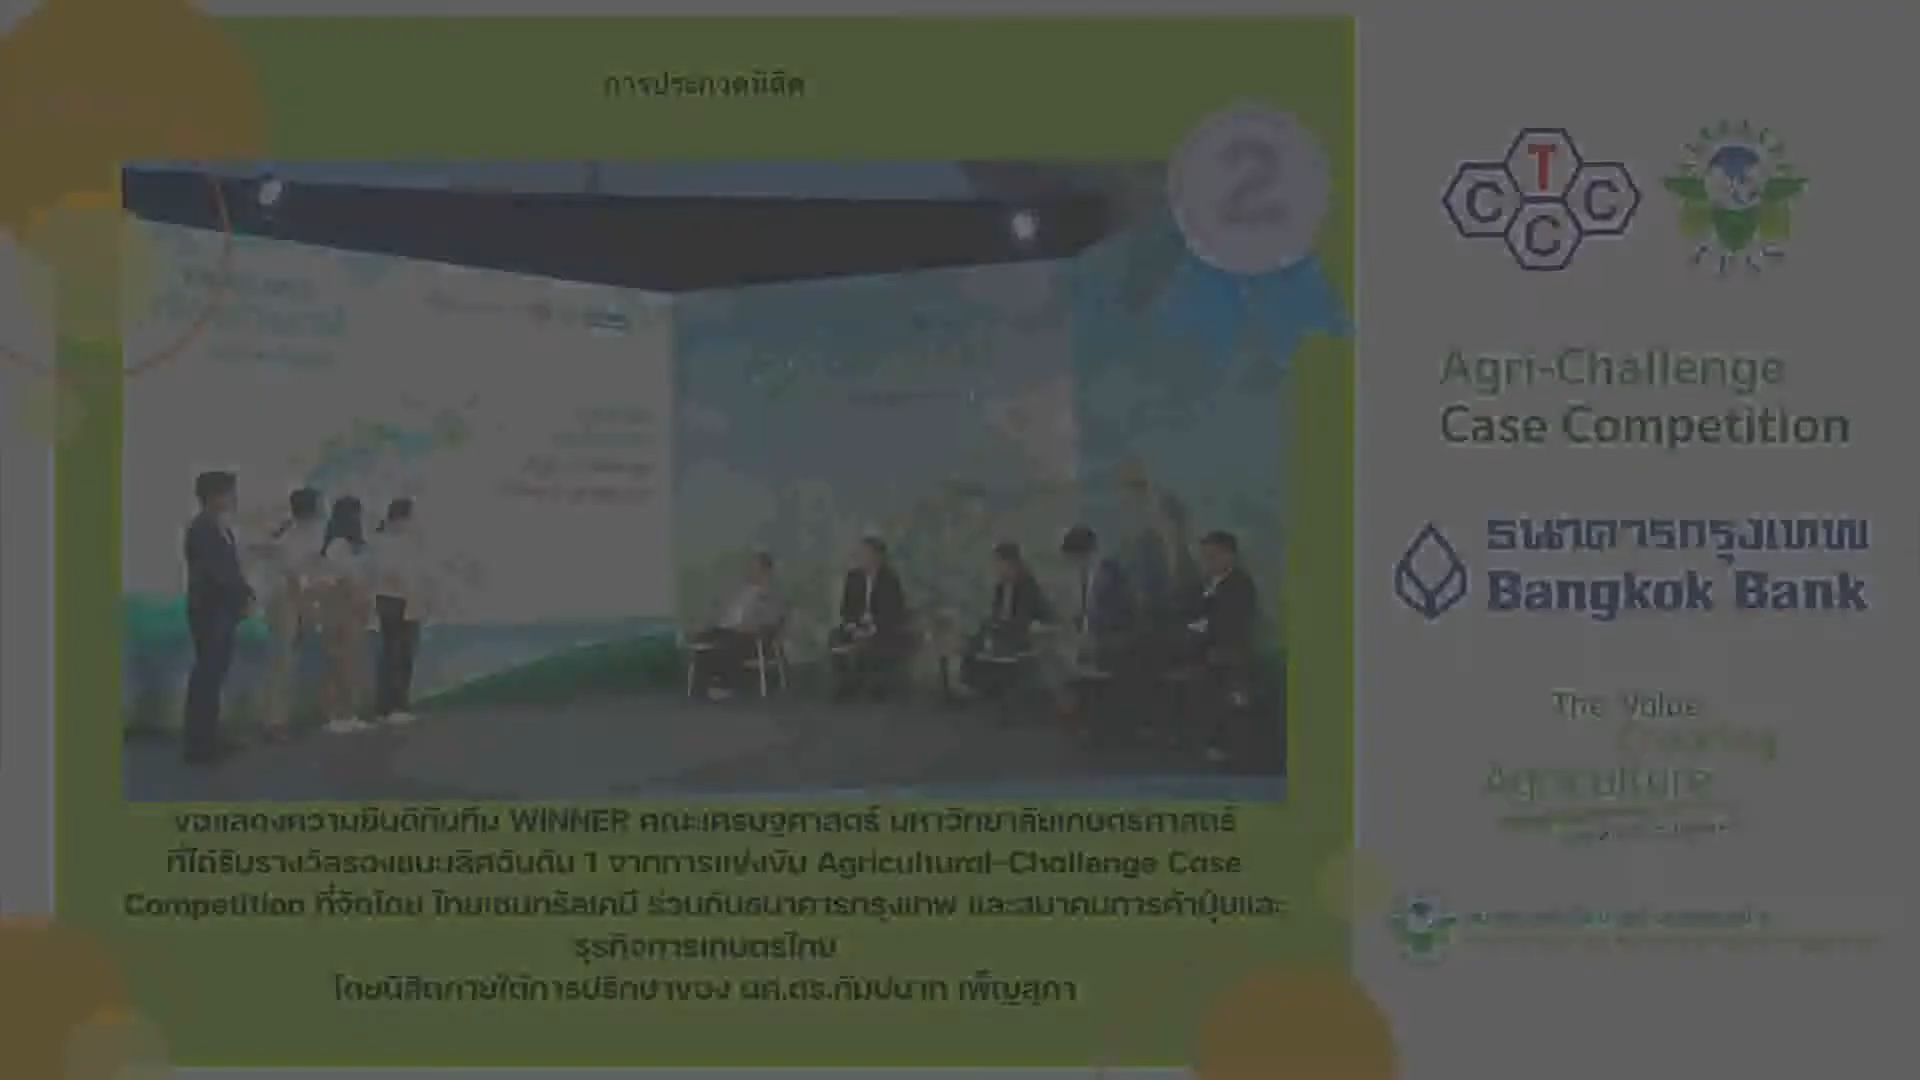 การประกวดนิสิต
2
T
C C
C
Agri-Challenge
Case Competition
ธนาคารกรุงเทพ
Bangkok Bank
The Value
Creating
Agriculture
ขอแสดงความยินดีกับทีม WINNER คณะเศรษฐศาสตร์ มหาวิทยาลัยเกษตรศาสตร์
ที่ได้รับรางวัลรองชนะเลิศอันดับ 1 จากการแข่งขัน Agricultural-Challenge Case
Competition ที่จัดโดย ไทยเซนทรัลเคมี ร่วมกับธนาคารกรุงเทพ และสมาคมการค้าปุ๋ยและ
ธุรกิจการเกษตรไทย
โดยนิสิตภายใต้การปรึกษาของ ผศ.ดร.กัมปนาท เพ็ญสุภา